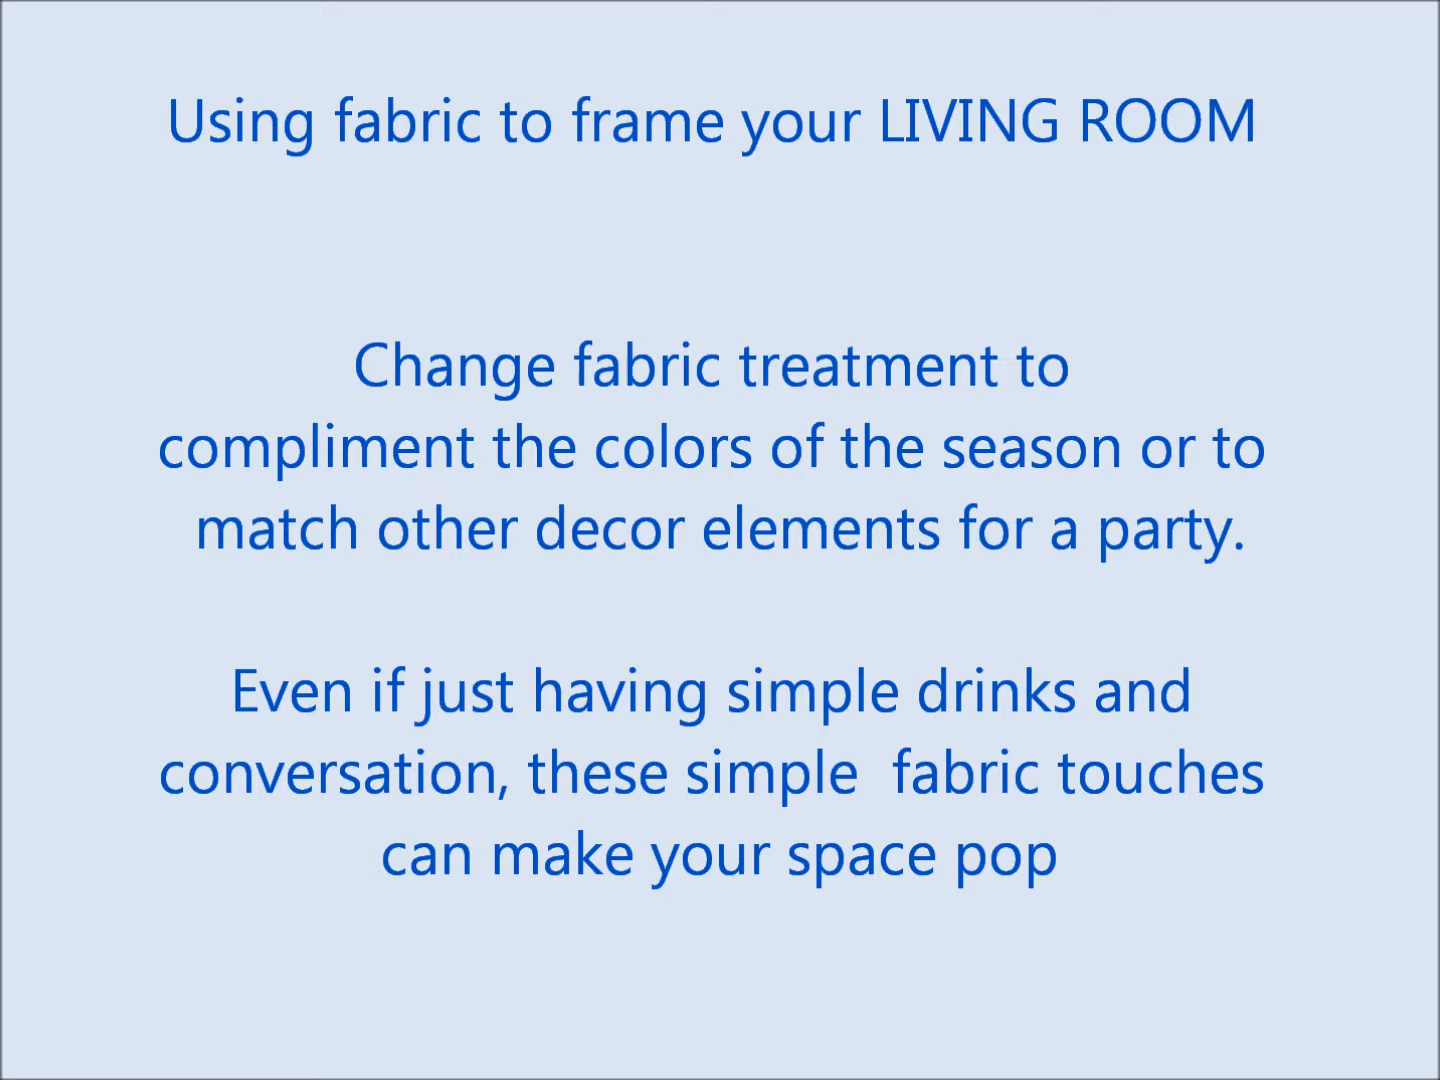 Using fabric to frame your LIVING ROOM
Change fabric treatment to
compliment the colors of the season or to
match other decor elements for a party.
Even if just having simple drinks and
conversation, these simple  fabric touches
can make your space pop